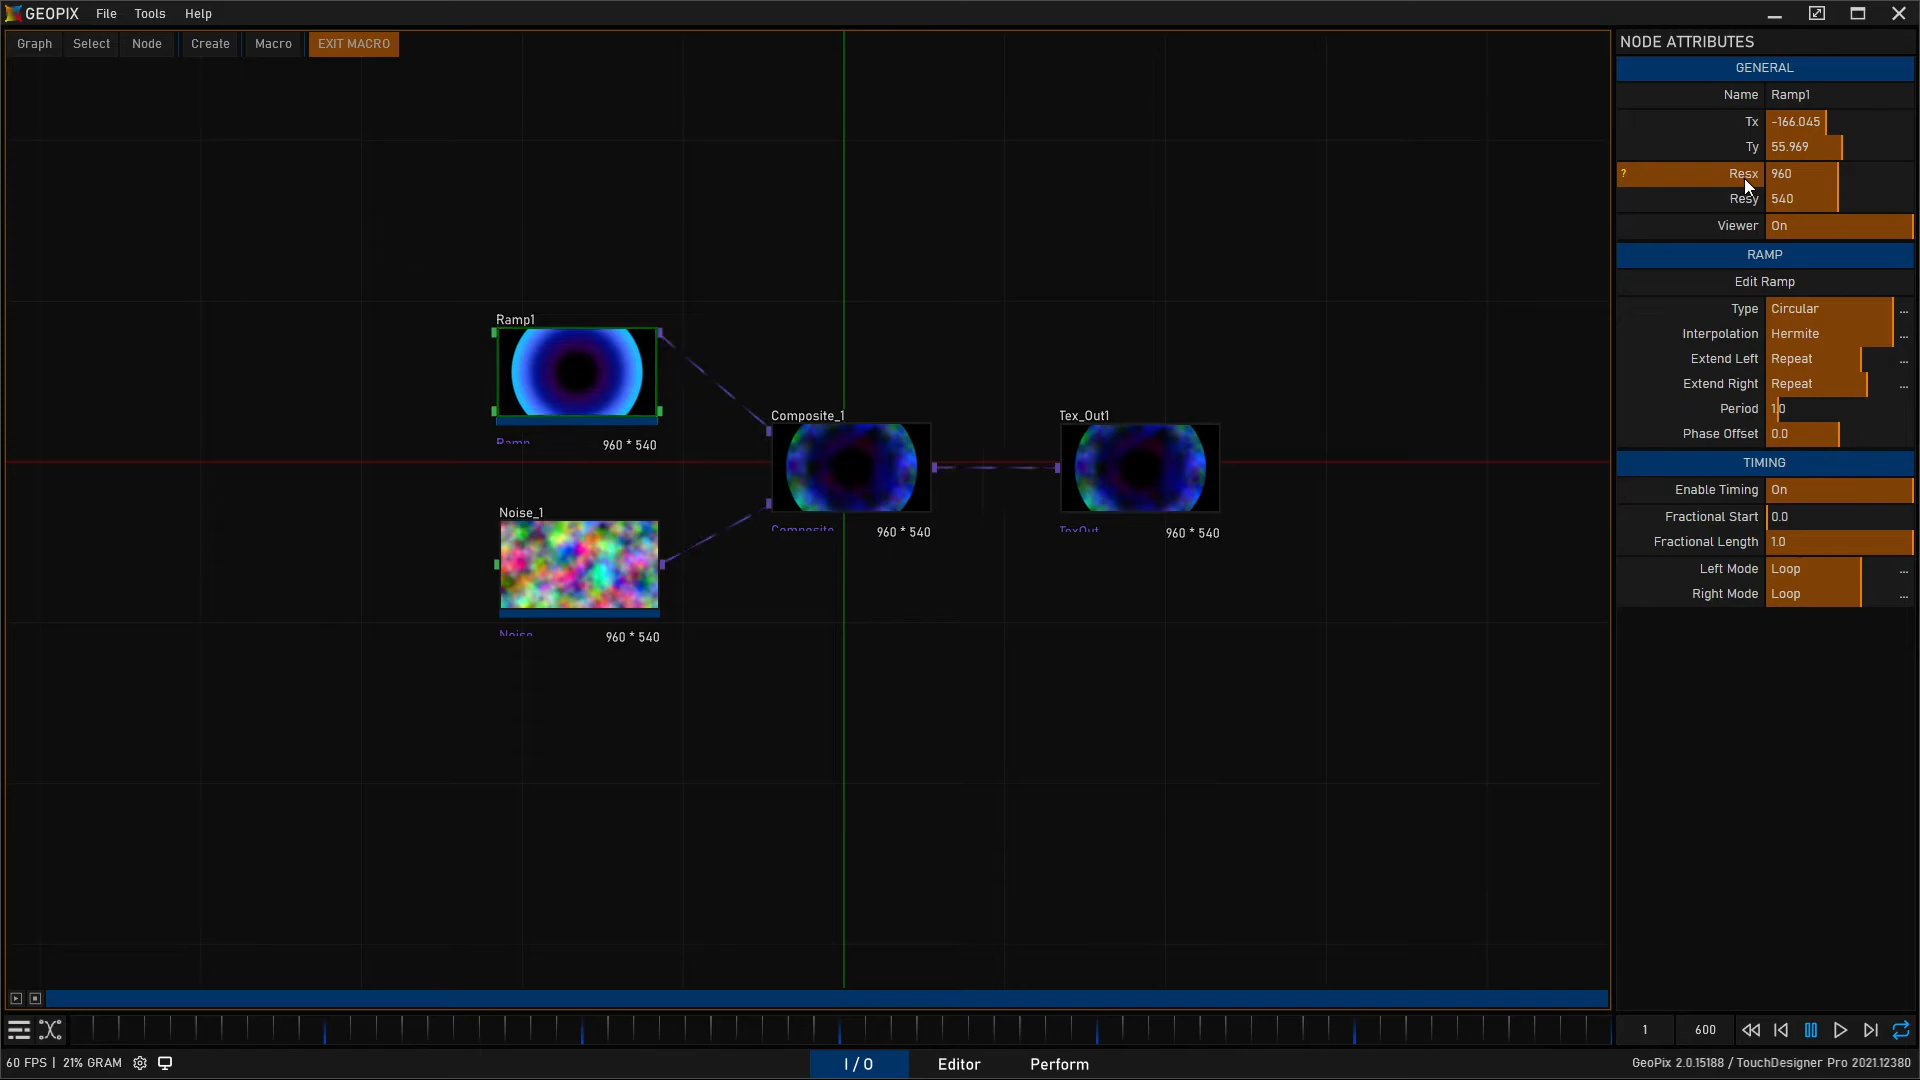 GEOPIX File Tools Help
Graph Select Node Create Macro EXIT MACRO
NODE ATTRIBUTES
GENERAL
Name Ramp1
Tx -166.045
Ty 55.969
? Resx 960
Resy 540
Viewer On
RAMP
Edit Ramp
Type Circular ...
Interpolation Hermite ...
Extend Left Repeat ...
Extend Right Repeat ...
Period 1.0
Phase Offset 0.0
TIMING
Enable Timing On
Fractional Start 0.0
Fractional Length 1.0
Left Mode Loop ...
Right Mode Loop ...
Ramp1
Ramp 960 * 540
Composite_1
Composite 960 * 540
Tex_Out1
TexOut 960 * 540
Noise_1
Noise 960 * 540
1 600
60 FPS | 21% GRAM
I / O Editor Perform
GeoPix 2.0.15188 / TouchDesigner Pro 2021.12380